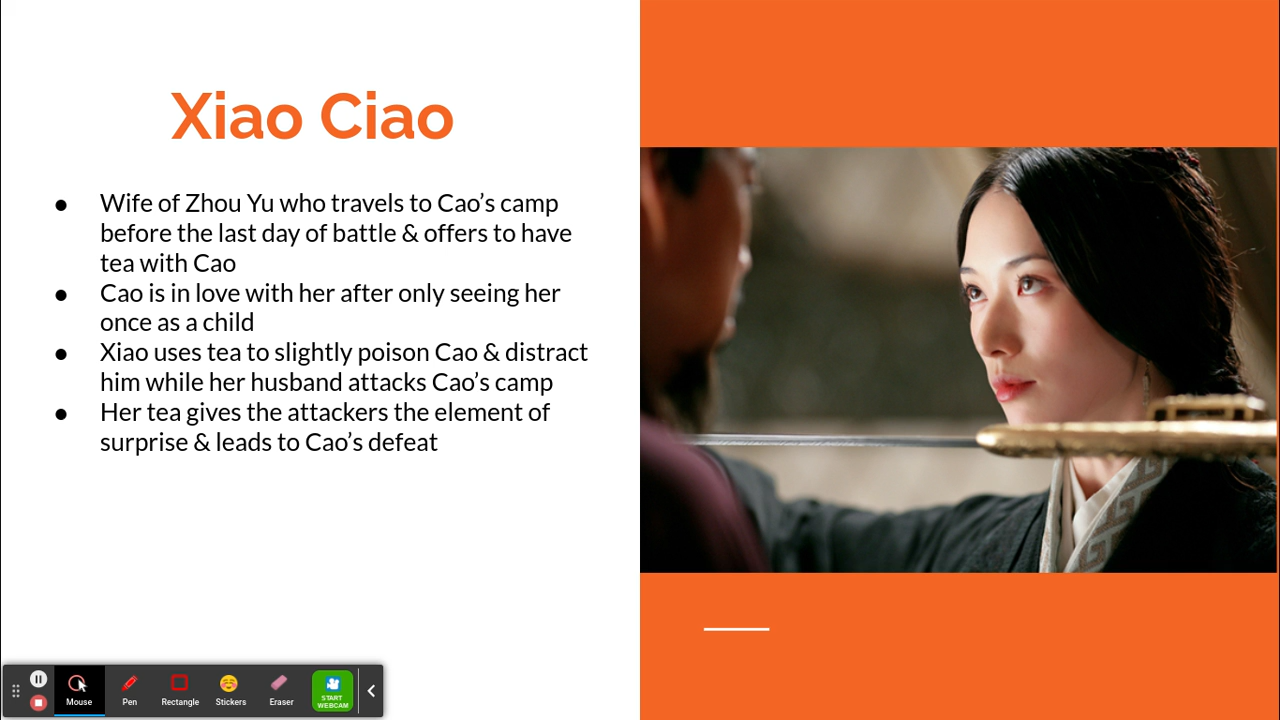 Xiao Ciao
● Wife of Zhou Yu who travels to Cao’s camp
before the last day of battle & offers to have
tea with Cao
● Cao is in love with her after only seeing her
once as a child
● Xiao uses tea to slightly poison Cao & distract
him while her husband attacks Cao’s camp
● Her tea gives the attackers the element of
surprise & leads to Cao’s defeat
Mouse Pen Rectangle Stickers Eraser START
WEBCAM